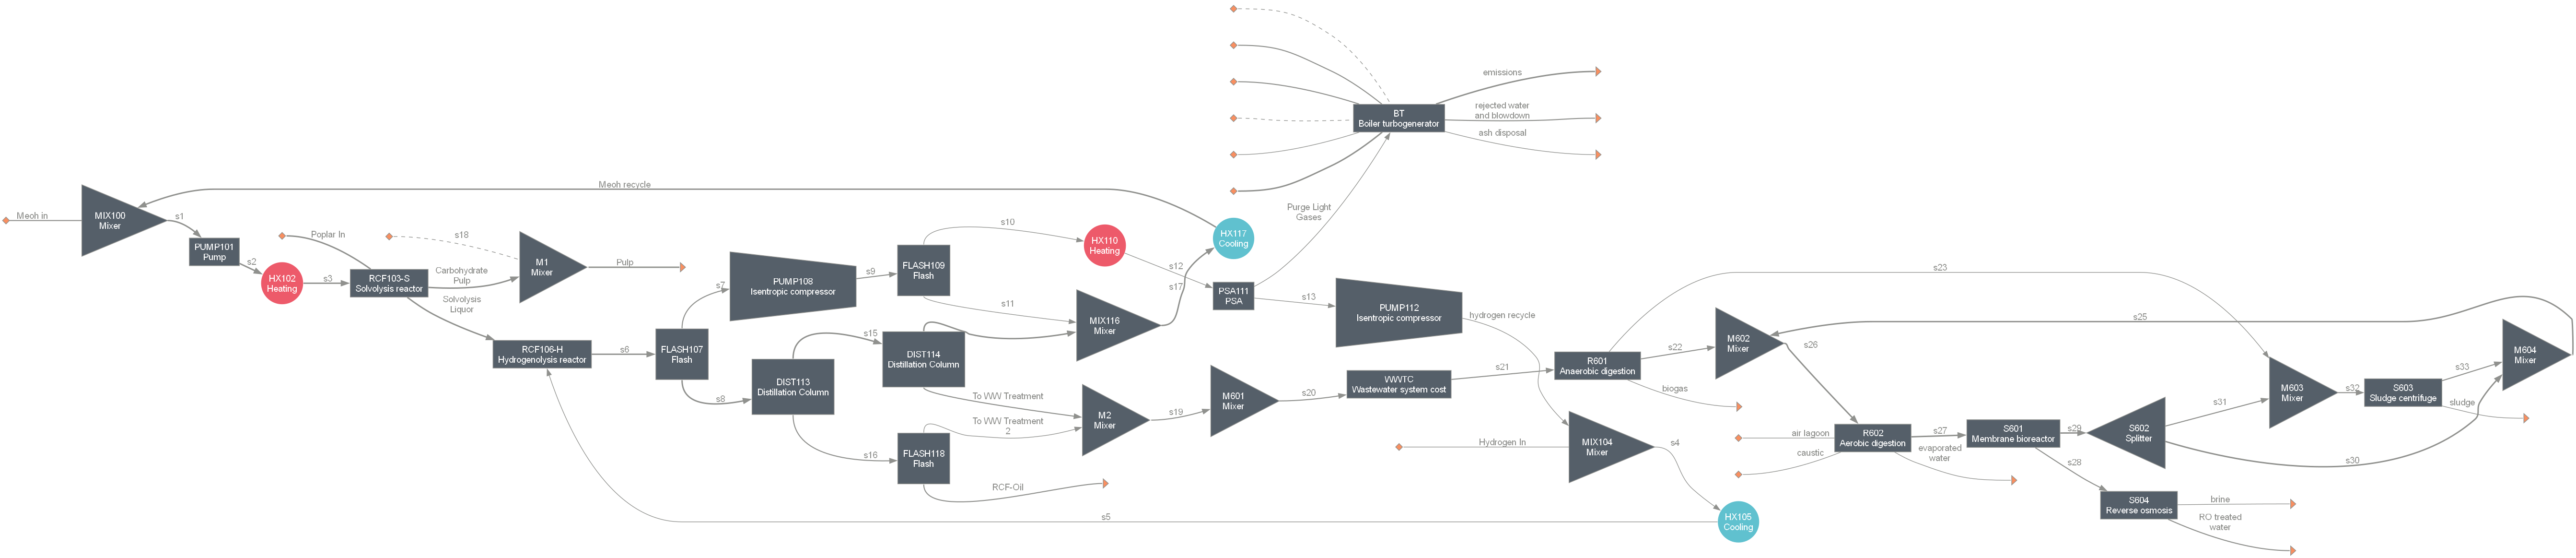 emissions
BT
Boiler turbogenerator
rejected water
and blowdown
ash disposal
Meoh recycle
Meoh in
MIX100
Mixer
s1
PUMP101
Pump
s2
HX102
Heating
s3
Poplar In
RCF103-S
Solvolysis reactor
s18
Carbohydrate
Pulp
Solvolysis
Liquor
M1
Mixer
Pulp
RCF106-H
Hydrogenolysis reactor
s6
FLASH107
Flash
s7
s8
PUMP108
Isentropic compressor
s9
FLASH109
Flash
s10
s11
HX110
Heating
s12
HX117
Cooling
s17
MIX116
Mixer
Purge Light
Gases
PSA111
PSA
s13
PUMP112
Isentropic compressor
hydrogen recycle
DIST113
Distillation Column
s15
s16
DIST114
Distillation Column
To WW Treatment
To WW Treatment
2
FLASH118
Flash
RCF-Oil
M2
Mixer
s19
M601
Mixer
s20
WWTC
Wastewater system cost
s21
R601
Anaerobic digestion
s22
s23
biogas
Hydrogen In
MIX104
Mixer
s4
HX105
Cooling
s5
M602
Mixer
s25
s26
air lagoon
caustic
R602
Aerobic digestion
s27
evaporated
water
S601
Membrane bioreactor
s29
s28
S602
Splitter
s31
s30
M603
Mixer
s32
S603
Sludge centrifuge
s33
sludge
M604
Mixer
S604
Reverse osmosis
brine
RO treated
water